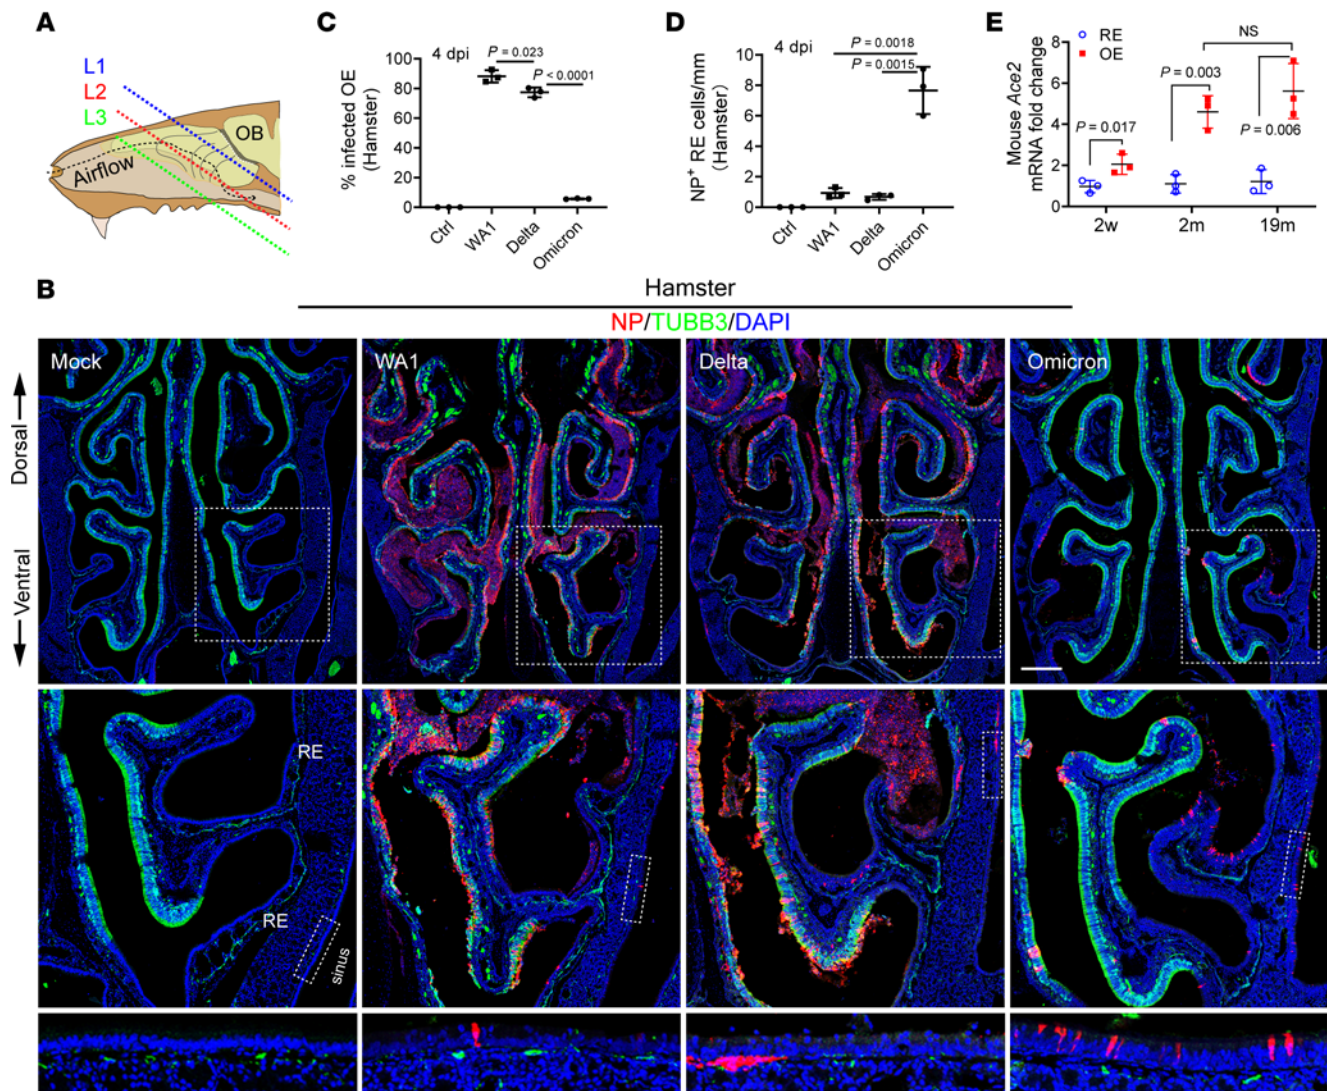 A
L1
L2
L3
OB
Airflow
C
% infected OE
(Hamster)
100
80
60
40
20
0
4 dpi
P = 0.023
P < 0.0001
Ctrl
WA1
Delta
Omicron
D
NP+ RE cells/mm
(Hamster)
10
8
6
4
2
0
4 dpi
P = 0.0018
P = 0.0015
Ctrl
WA1
Delta
Omicron
E
Mouse Ace2
mRNA fold change
8
6
4
2
0
RE
OE
NS
P = 0.003
P = 0.017
P = 0.006
2w
2m
19m
B
Hamster
NP/TUBB3/DAPI
Dorsal
Ventral
Mock
WA1
Delta
Omicron
RE
RE
sinus